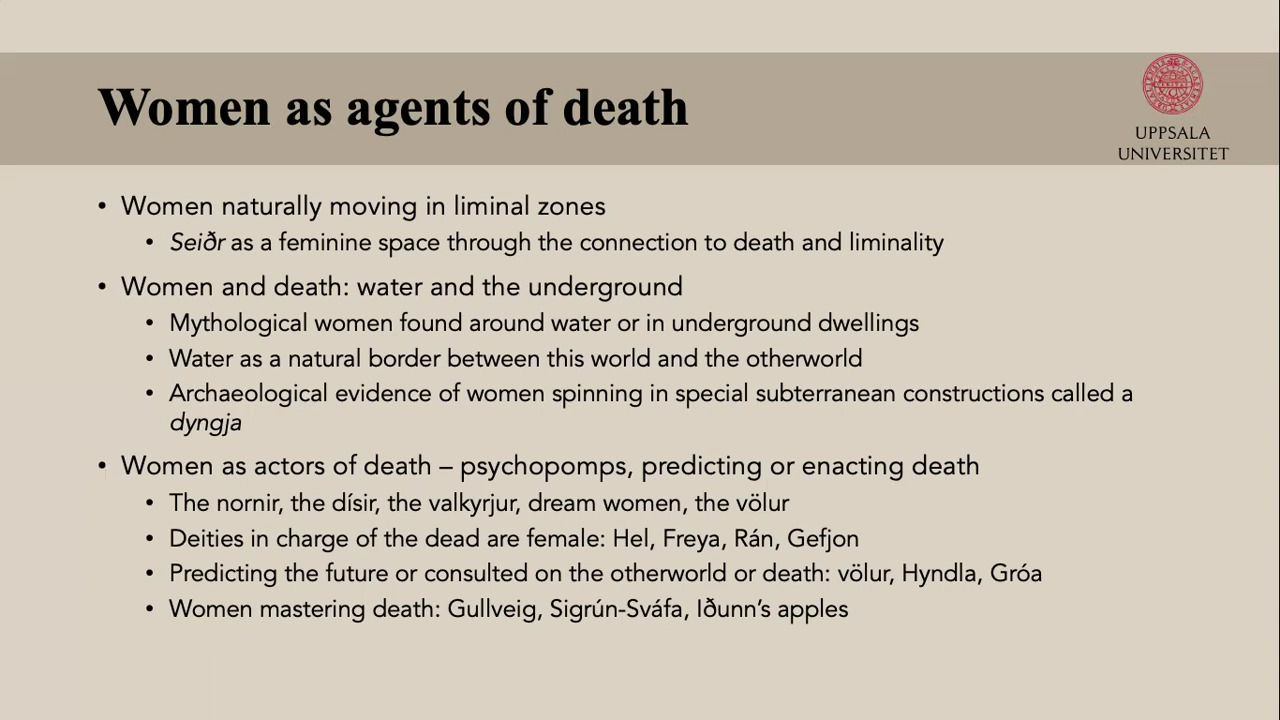 Women as agents of death
UPPSALA
UNIVERSITET
• Women naturally moving in liminal zones
• Seiðr as a feminine space through the connection to death and liminality
• Women and death: water and the underground
• Mythological women found around water or in underground dwellings
• Water as a natural border between this world and the otherworld
• Archaeological evidence of women spinning in special subterranean constructions called a
dyngja
• Women as actors of death – psychopomps, predicting or enacting death
• The nornir, the dísir, the valkyrjur, dream women, the völur
• Deities in charge of the dead are female: Hel, Freya, Rán, Gefjon
• Predicting the future or consulted on the otherworld or death: völur, Hyndla, Gróa
• Women mastering death: Gullveig, Sigrún-Sváfa, Iðunn’s apples